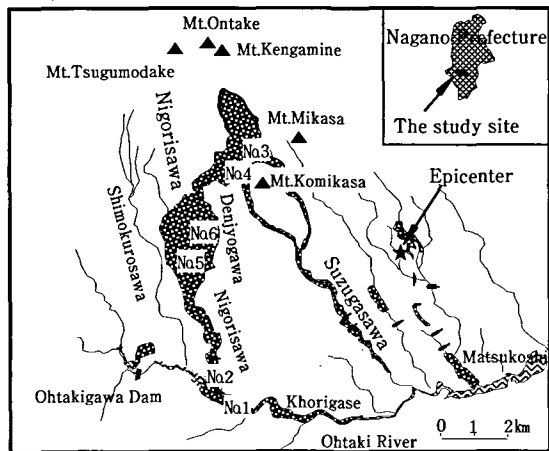 Mt.Ontake
Mt.Kengamine
Mt.Tsugumodake
Nagano Prefecture
The study site
Mt.Mikasa
Nigorisawa
No.3
No.4
Mt.Komikasa
Epicenter
Shimokurosawa
Denjyogawa
No.6
No.5
Suzugasawa
Nigorisawa
Matsukoshi
Ohtakigawa Dam
No.2
No.1
Khorigase
Ohtaki River
0 1 2km